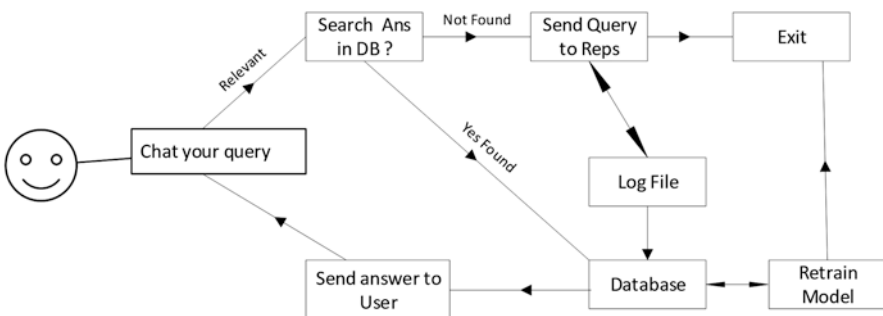 Search Ans
in DB ?
Not Found
Send Query
to Reps
Exit
Relevant
Chat your query
Yes Found
Log File
Send answer to
User
Database
Retrain
Model